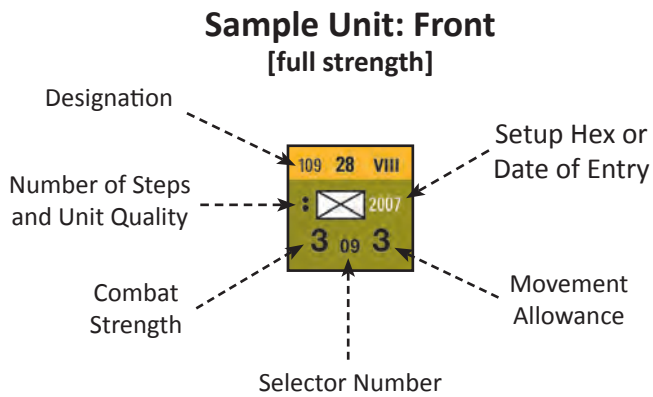 Sample Unit: Front
[full strength]
Designation
Setup Hex or
Date of Entry
109 28 VIII
Number of Steps
and Unit Quality
2007
3 09 3
Combat
Strength
Movement
Allowance
Selector Number